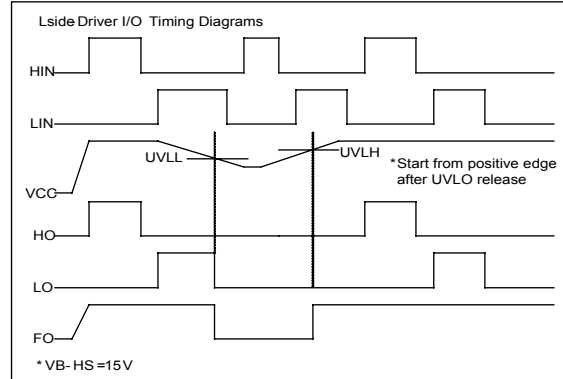 Lside Driver I/O Timing Diagrams
HIN
LIN
UVLL
UVLH
*Start from positive edge
after UVLO release
VCC
HO
LO
FO
* VB-HS =15V